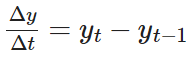 Δy/Δt = y_t − y_{t−1}